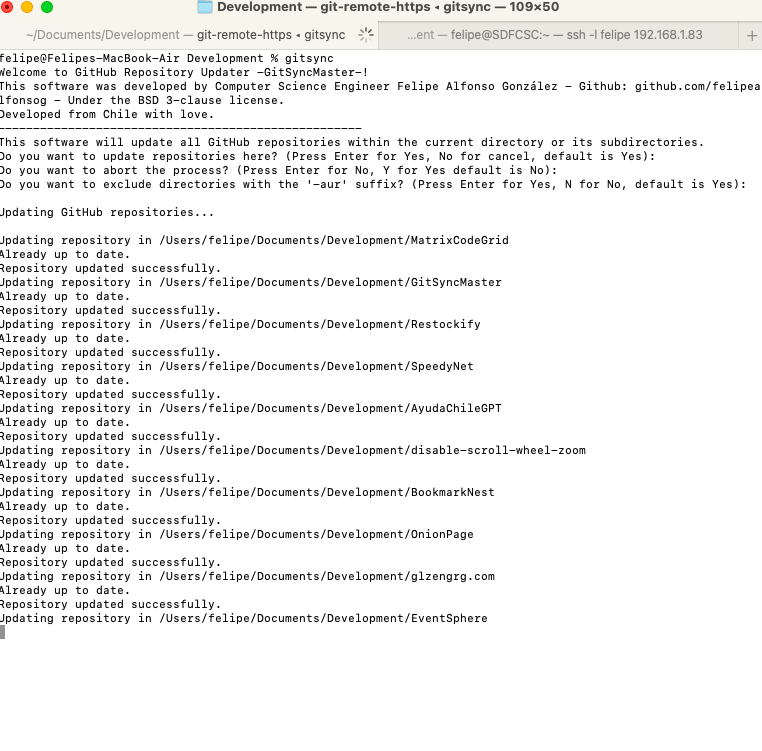 Development — git-remote-https ◂ gitsync — 109×50
~/Documents/Development — git-remote-https ◂ gitsync
...ent — felipe@SDFCSC:~ — ssh -l felipe 192.168.1.83
+
felipe@Felipes-MacBook-Air Development % gitsync
Welcome to GitHub Repository Updater -GitSyncMaster-!
This software was developed by Computer Science Engineer Felipe Alfonso González - Github: github.com/felipea
lfonsog - Under the BSD 3-clause license.
Developed from Chile with love.
----------------------------------------------------
This software will update all GitHub repositories within the current directory or its subdirectories.
Do you want to update repositories here? (Press Enter for Yes, No for cancel, default is Yes):
Do you want to abort the process? (Press Enter for No, Y for Yes default is No):
Do you want to exclude directories with the '-aur' suffix? (Press Enter for Yes, N for No, default is Yes):
Updating GitHub repositories...
Updating repository in /Users/felipe/Documents/Development/MatrixCodeGrid
Already up to date.
Repository updated successfully.
Updating repository in /Users/felipe/Documents/Development/GitSyncMaster
Already up to date.
Repository updated successfully.
Updating repository in /Users/felipe/Documents/Development/Restockify
Already up to date.
Repository updated successfully.
Updating repository in /Users/felipe/Documents/Development/SpeedyNet
Already up to date.
Repository updated successfully.
Updating repository in /Users/felipe/Documents/Development/AyudaChileGPT
Already up to date.
Repository updated successfully.
Updating repository in /Users/felipe/Documents/Development/disable-scroll-wheel-zoom
Already up to date.
Repository updated successfully.
Updating repository in /Users/felipe/Documents/Development/BookmarkNest
Already up to date.
Repository updated successfully.
Updating repository in /Users/felipe/Documents/Development/OnionPage
Already up to date.
Repository updated successfully.
Updating repository in /Users/felipe/Documents/Development/glzengrg.com
Already up to date.
Repository updated successfully.
Updating repository in /Users/felipe/Documents/Development/EventSphere